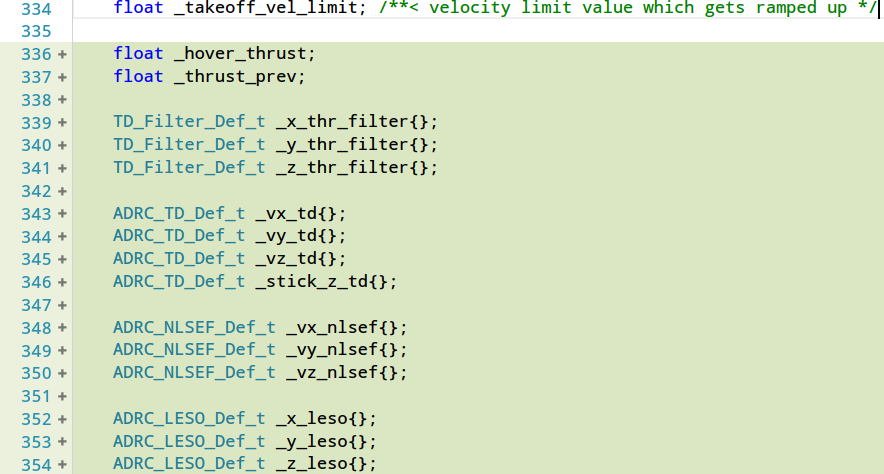 334 float _takeoff_vel_limit; /**< velocity limit value which gets ramped up */
335
336 + float _hover_thrust;
337 + float _thrust_prev;
338 +
339 + TD_Filter_Def_t _x_thr_filter{};
340 + TD_Filter_Def_t _y_thr_filter{};
341 + TD_Filter_Def_t _z_thr_filter{};
342 +
343 + ADRC_TD_Def_t _vx_td{};
344 + ADRC_TD_Def_t _vy_td{};
345 + ADRC_TD_Def_t _vz_td{};
346 + ADRC_TD_Def_t _stick_z_td{};
347 +
348 + ADRC_NLSEF_Def_t _vx_nlsef{};
349 + ADRC_NLSEF_Def_t _vy_nlsef{};
350 + ADRC_NLSEF_Def_t _vz_nlsef{};
351 +
352 + ADRC_LESO_Def_t _x_leso{};
353 + ADRC_LESO_Def_t _y_leso{};
354 + ADRC_LESO_Def_t _z_leso{};